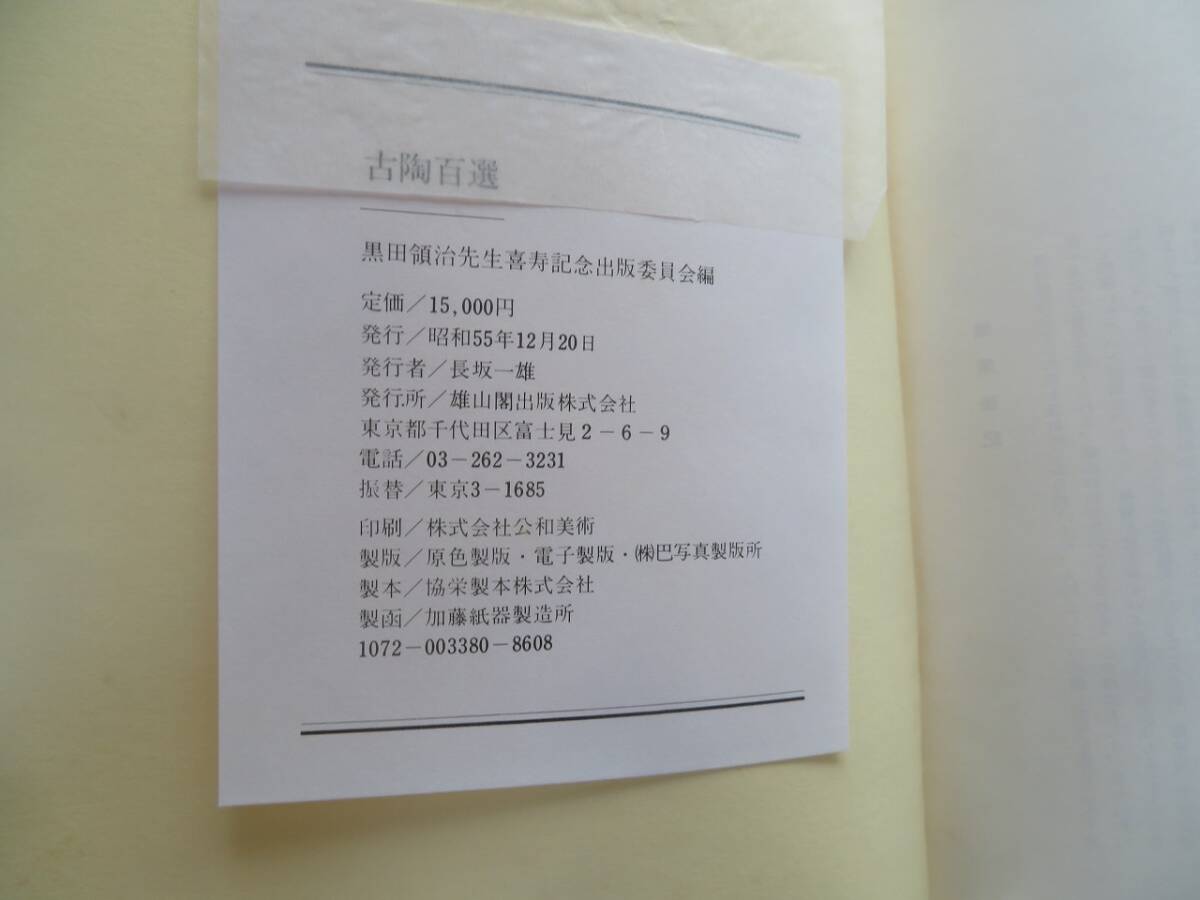 古陶百選
黒田領治先生喜寿記念出版委員会編
定価／15,000円
発行／昭和55年12月20日
発行者／長坂一雄
発行所／雄山閣出版株式会社
東京都千代田区富士見2－6－9
電話／03－262－3231
振替／東京3－1685
印刷／株式会社公和美術
製版／原色製版・電子製版・㈱巴写真製版所
製本／協栄製本株式会社
製函／加藤紙器製造所
1072－003380－8608